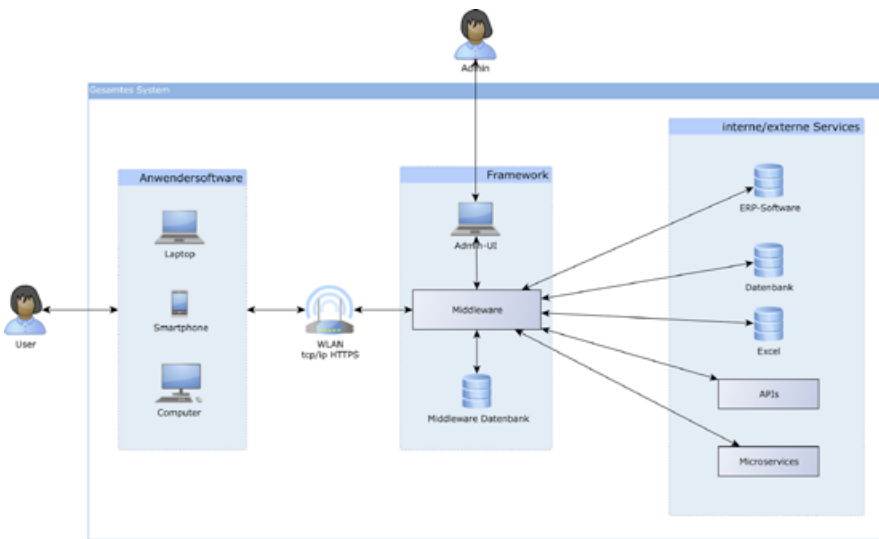 Admin
Gesamtes System
Anwendersoftware
Laptop
Smartphone
Computer
User
WLAN
tcp/ip HTTPS
Framework
Admin-UI
Middleware
Middleware Datenbank
interne/externe Services
ERP-Software
Datenbank
Excel
APIs
Microservices